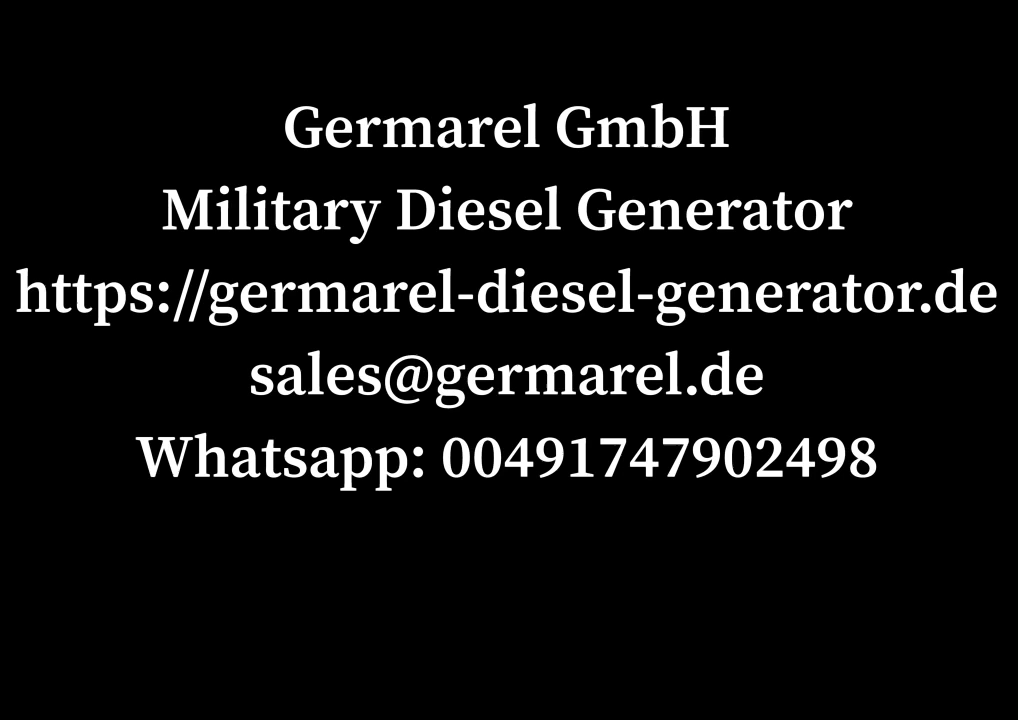 Germarel GmbH
Military Diesel Generator
https://germarel-diesel-generator.de
sales@germarel.de
Whatsapp: 00491747902498